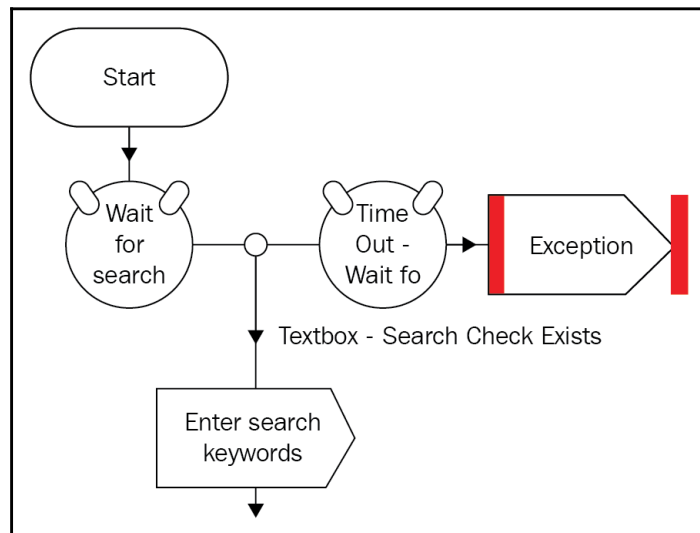 Start
Wait
for
search
Time
Out -
Wait fo
Exception
Textbox - Search Check Exists
Enter search
keywords